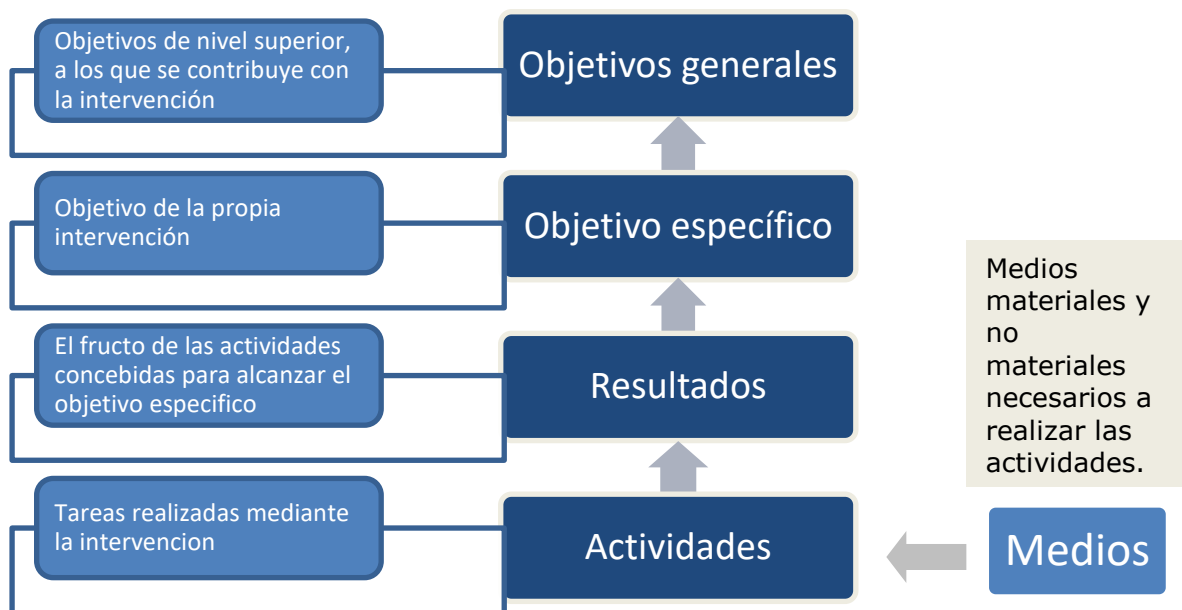 Objetivos de nivel superior,
a los que se contribuye con
la intervención
Objetivos generales
Objetivo de la propia
intervención
Objetivo específico
El fructo de las actividades
concebidas para alcanzar el
objetivo especifico
Resultados
Tareas realizadas mediante
la intervencion
Actividades
Medios
materiales y
no
materiales
necesarios a
realizar las
actividades.
Medios